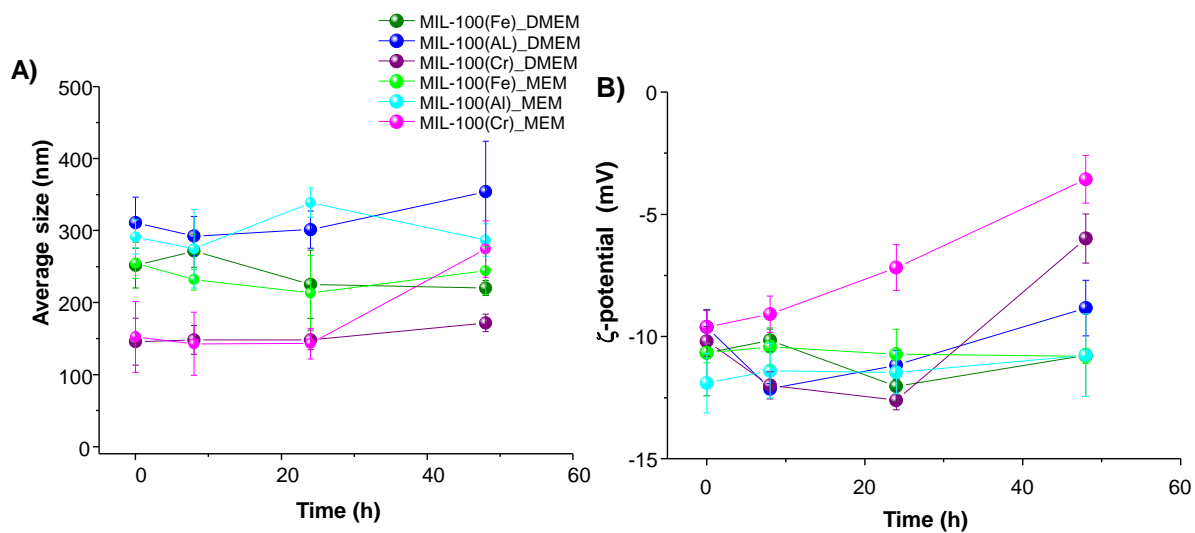 A)
MIL-100(Fe)_DMEM
MIL-100(AL)_DMEM
MIL-100(Cr)_DMEM
MIL-100(Fe)_MEM
MIL-100(Al)_MEM
MIL-100(Cr)_MEM
500
400
300
200
100
0
Average size (nm)
0
20
40
60
Time (h)
B)
0
-5
-10
-15
ζ-potential (mV)
0
20
40
60
Time (h)